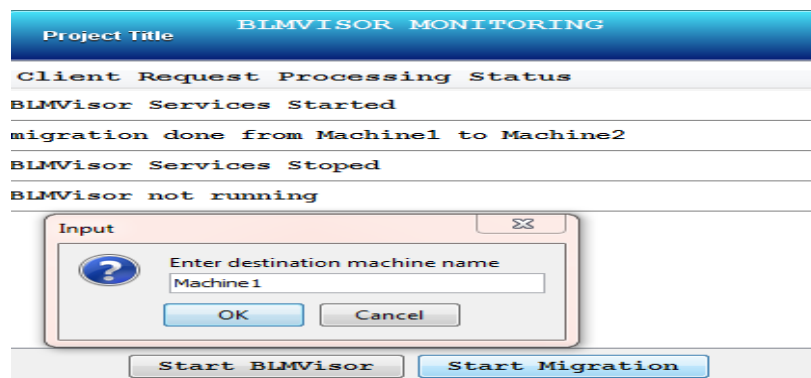 BLMVISOR MONITORING
Project Title
Client Request Processing Status
BLMVisor Services Started
migration done from Machine1 to Machine2
BLMVisor Services Stoped
BLMVisor not running
Input
Enter destination machine name
Machine1
OK Cancel
Start BLMVisor Start Migration